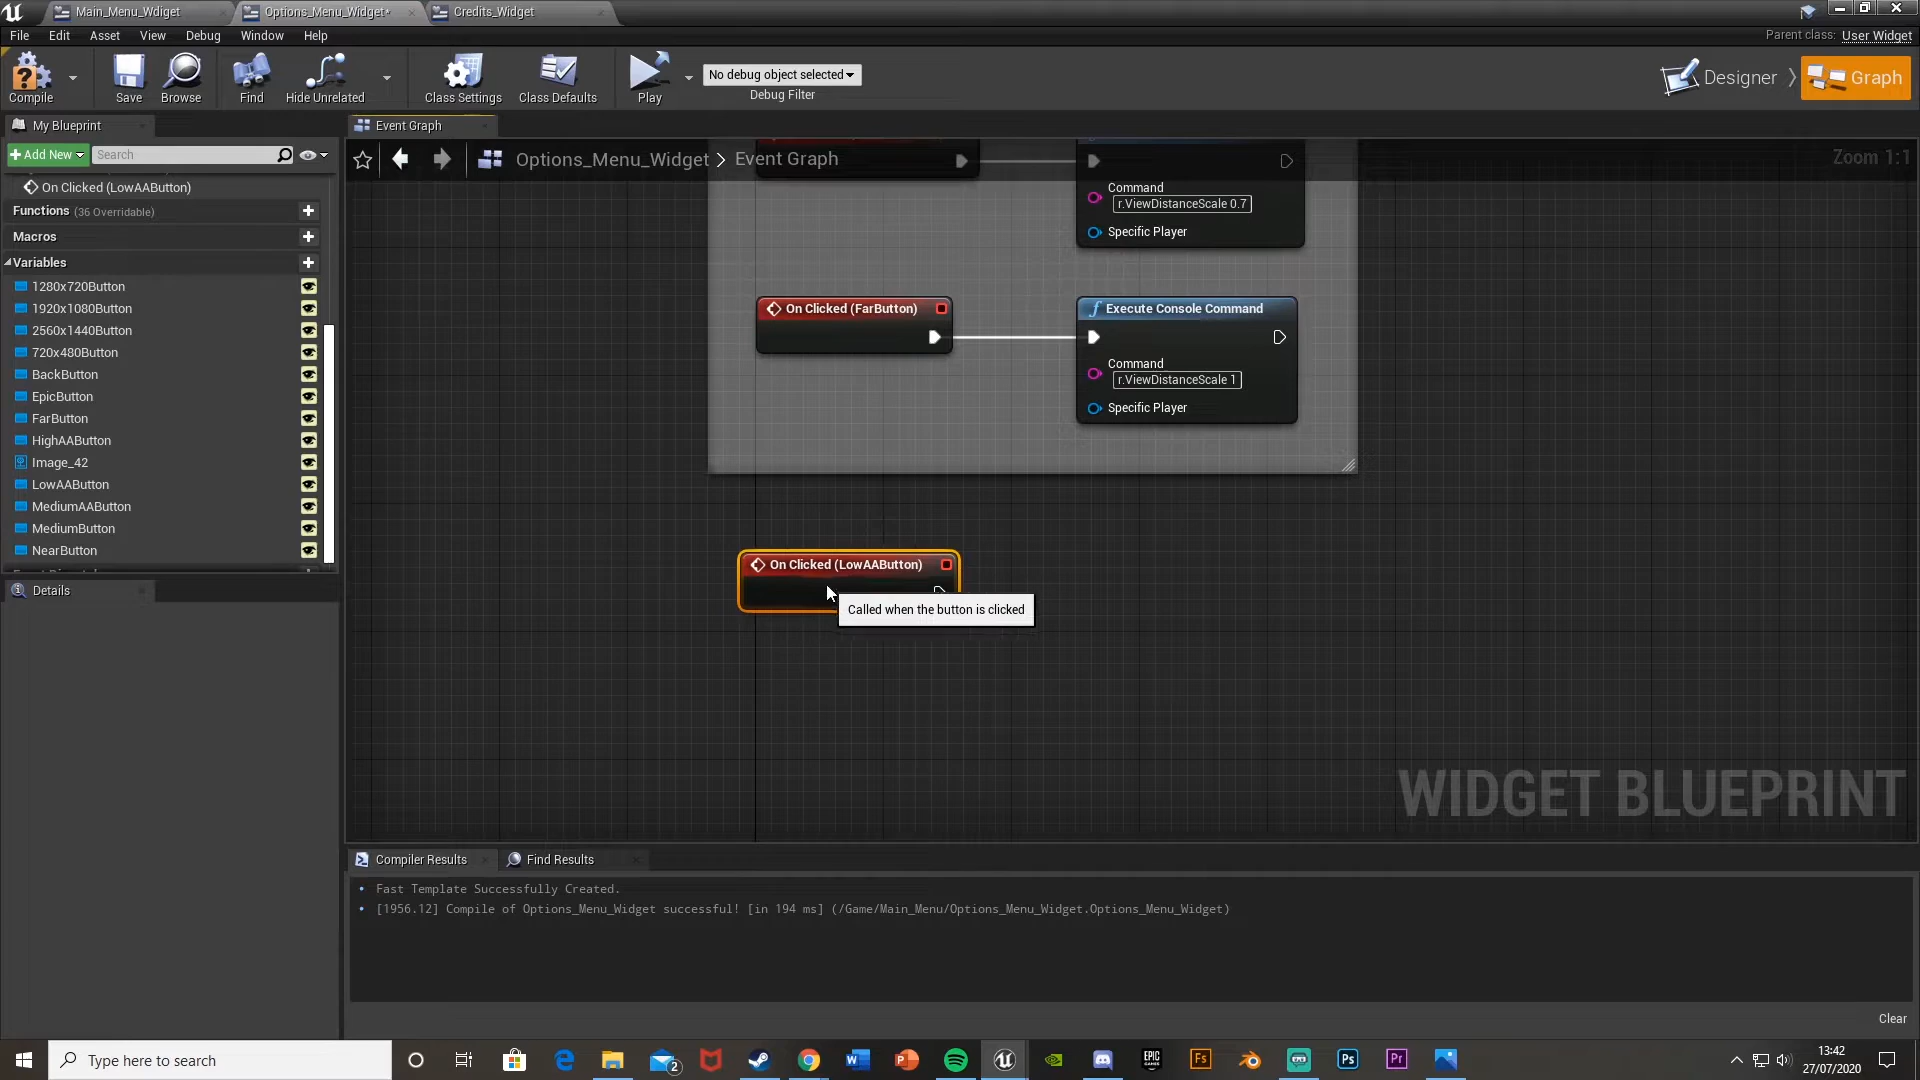 Main_Menu_Wdiget
Options_Menu_Widget*
Credits_Widget
File
Edit
Asset
View
Debug
Window
Help
Parent class:
User Widget
Compile
Save
Browse
Find
Hide Unrelated
Class Settings
Class Defaults
Play
No debug object selected
Debug Filter
Designer
Graph
My Blueprint
Event Graph
+Add New
Search
Options_Menu_Widget > Event Graph
Zoom 1:1
On Clicked (LowAAButton)
Functions (36 Overridable)
Macros
Variables
1280x720Button
1920x1080Button
2560x1440Button
720x480Button
BackButton
EpicButton
FarButton
HighAAButton
Image_42
LowAAButton
MediumAAButton
MediumButton
NearButton
Details
Command
r.ViewDistanceScale 0.7
Specific Player
On Clicked (FarButton)
Execute Console Command
Command
r.ViewDistanceScale 1
Specific Player
On Clicked (LowAAButton)
Called when the button is clicked
WIDGET BLUEPRINT
Compiler Results
Find Results
Fast Template Successfully Created.
[1956.12] Compile of Options_Menu_Widget successful! [in 194 ms] (/Game/Main_Menu/Options_Menu_Widget.Options_Menu_Widget)
Clear
Type here to search
2
EPIC
GAMES
Fs
Ps
Pr
13:42
27/07/2020